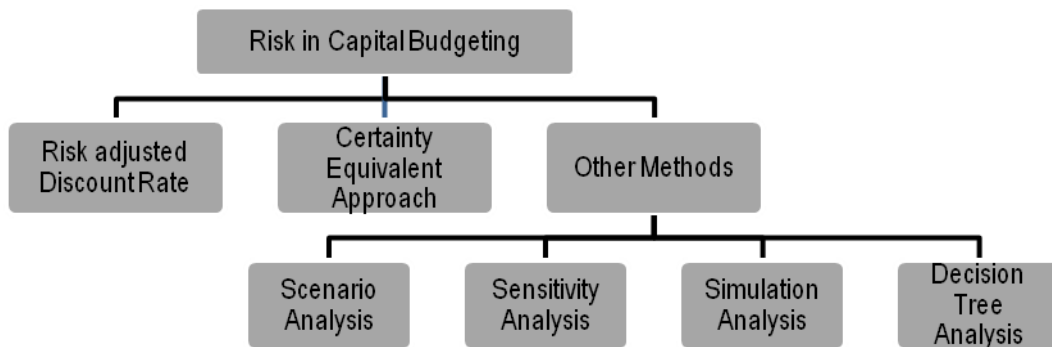 Risk in Capital Budgeting
Risk adjusted
Discount Rate
Certainty
Equivalent
Approach
Other Methods
Scenario
Analysis
Sensitivity
Analysis
Simulation
Analysis
Decision
Tree
Analysis